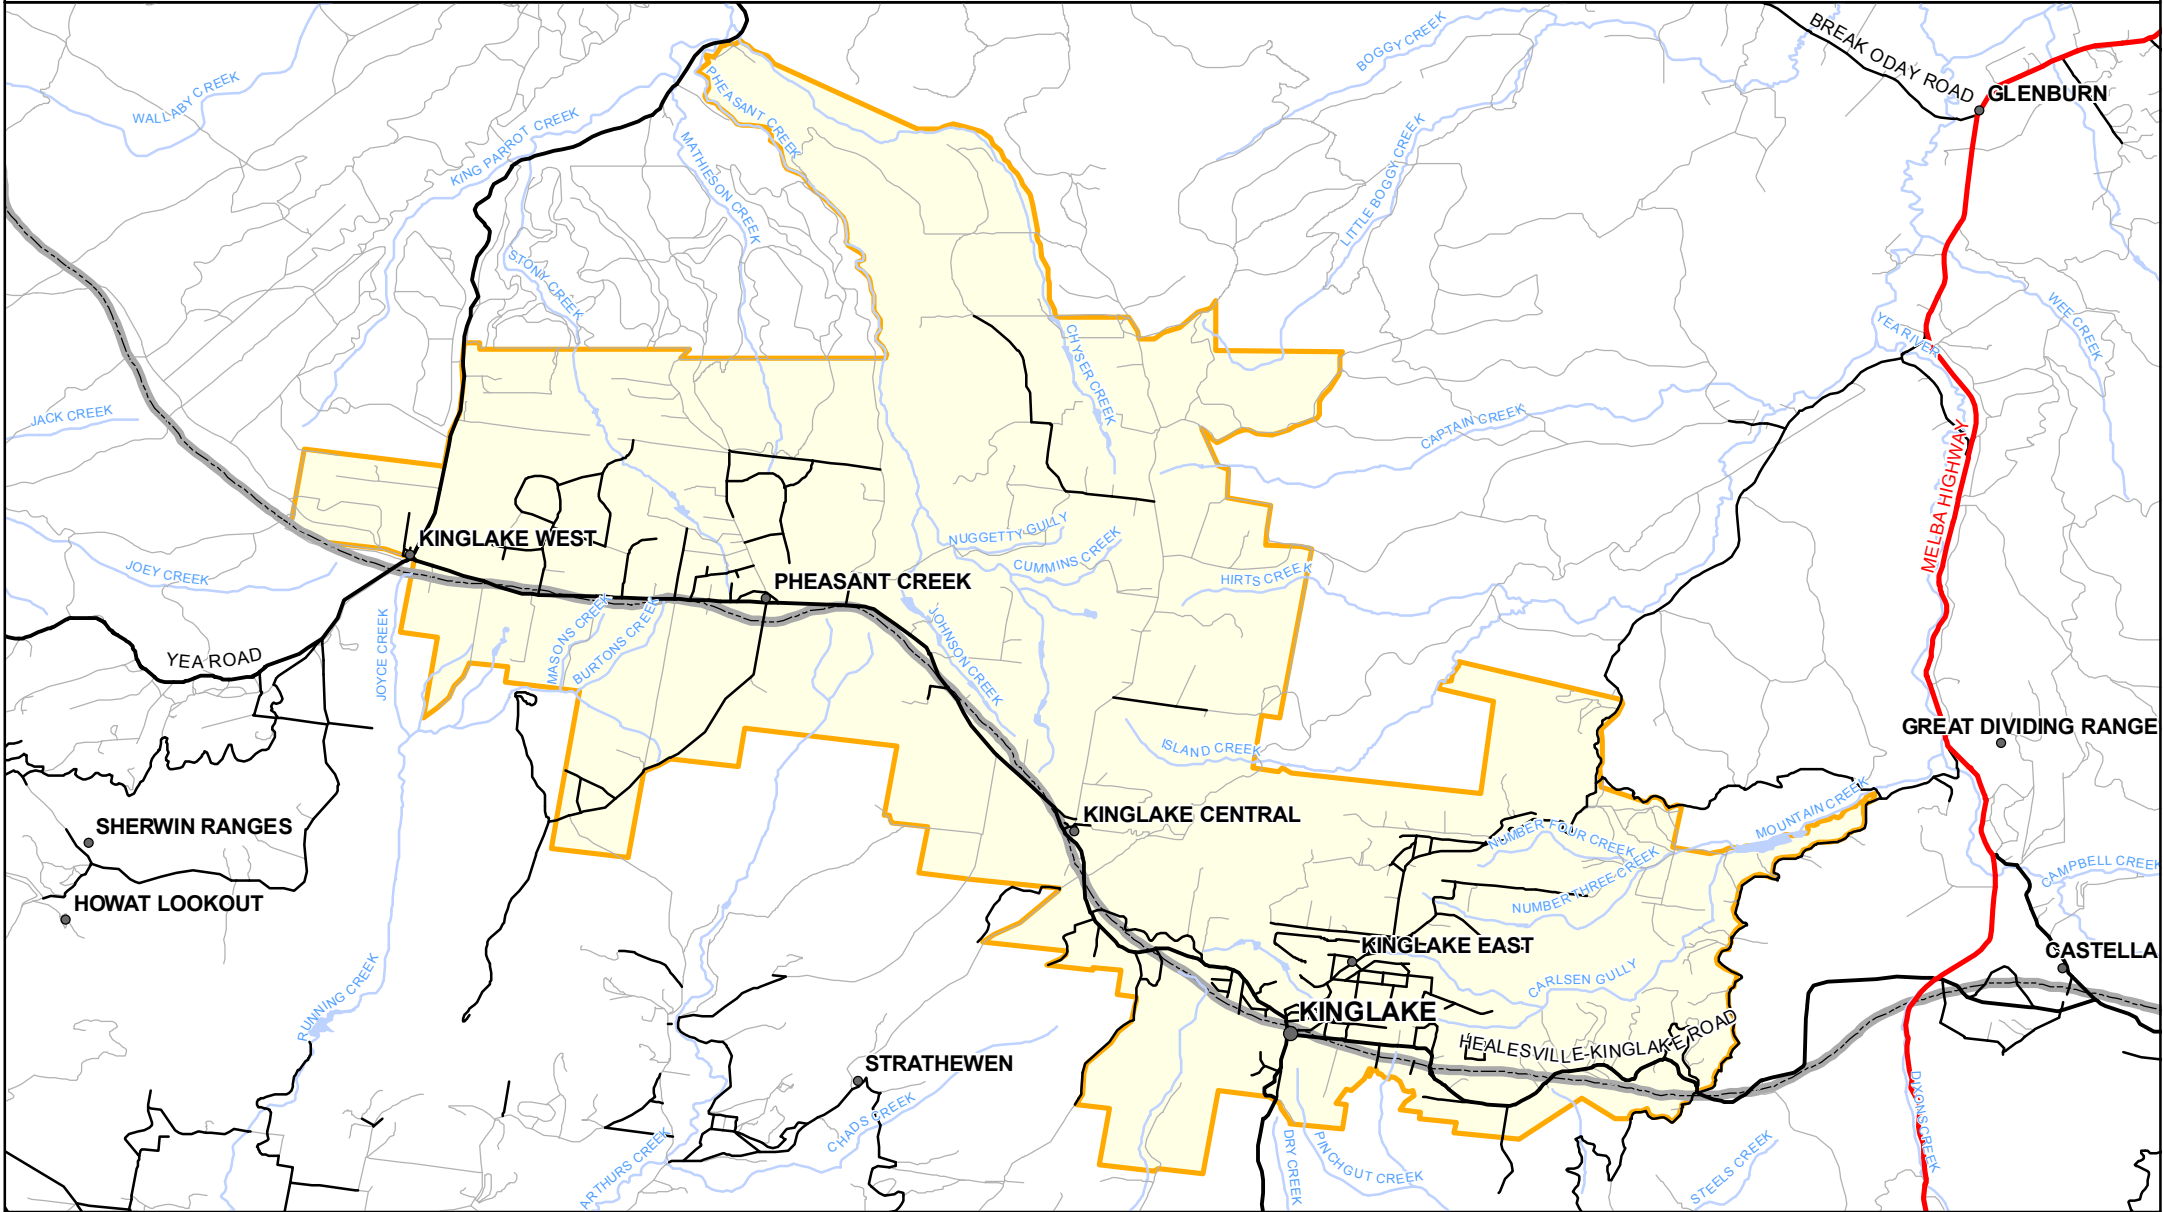 BREAK ODAY ROAD
BOGGY CREEK
WALLABY CREEK
PHEASANT CREEK
GLENBURN
KING PARROT CREEK
MATHIESON CREEK
LITTLE BOGGY CREEK
STONY CREEK
WEE CREEK
YEA RIVER
CHYSER CREEK
JACK CREEK
CAPTAIN CREEK
MELBA HIGHWAY
KINGLAKE WEST
NUGGETTY GULLY
CUMMINS CREEK
JOEY CREEK
PHEASANT CREEK
HIRTS CREEK
MASONS CREEK
BURTONS CREEK
JOHNSON CREEK
JOYCE CREEK
YEA ROAD
ISLAND CREEK
GREAT DIVIDING RANGE
SHERWIN RANGES
KINGLAKE CENTRAL
MOUNTAIN CREEK
NUMBER FOUR CREEK
NUMBER THREE CREEK
CAMPBELL CREEK
HOWAT LOOKOUT
KINGLAKE EAST
CASTELLA
RUNNING CREEK
CARLSEN GULLY
KINGLAKE
HEALESVILLE-KINGLAKE ROAD
STRATHEWEN
CHADS CREEK
DIXONS CREEK
ARTHURS CREEK
DRY CREEK
PINCHGUT CREEK
STEELS CREEK